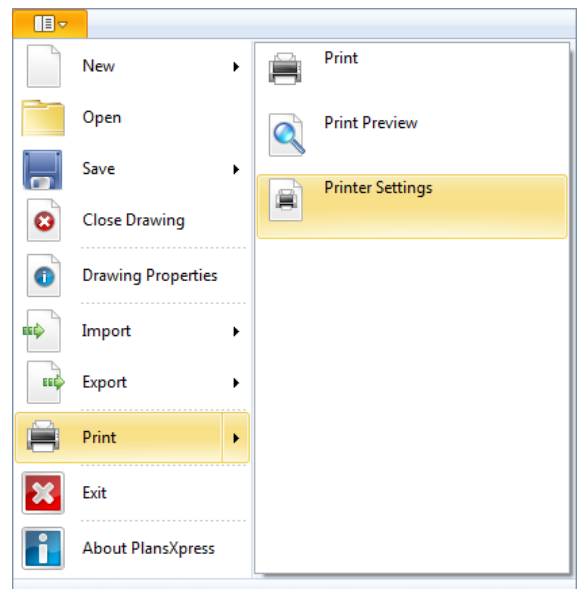 New
Open
Save
Close Drawing
Drawing Properties
Import
Export
Print
Exit
About PlansXpress
Print
Print Preview
Printer Settings